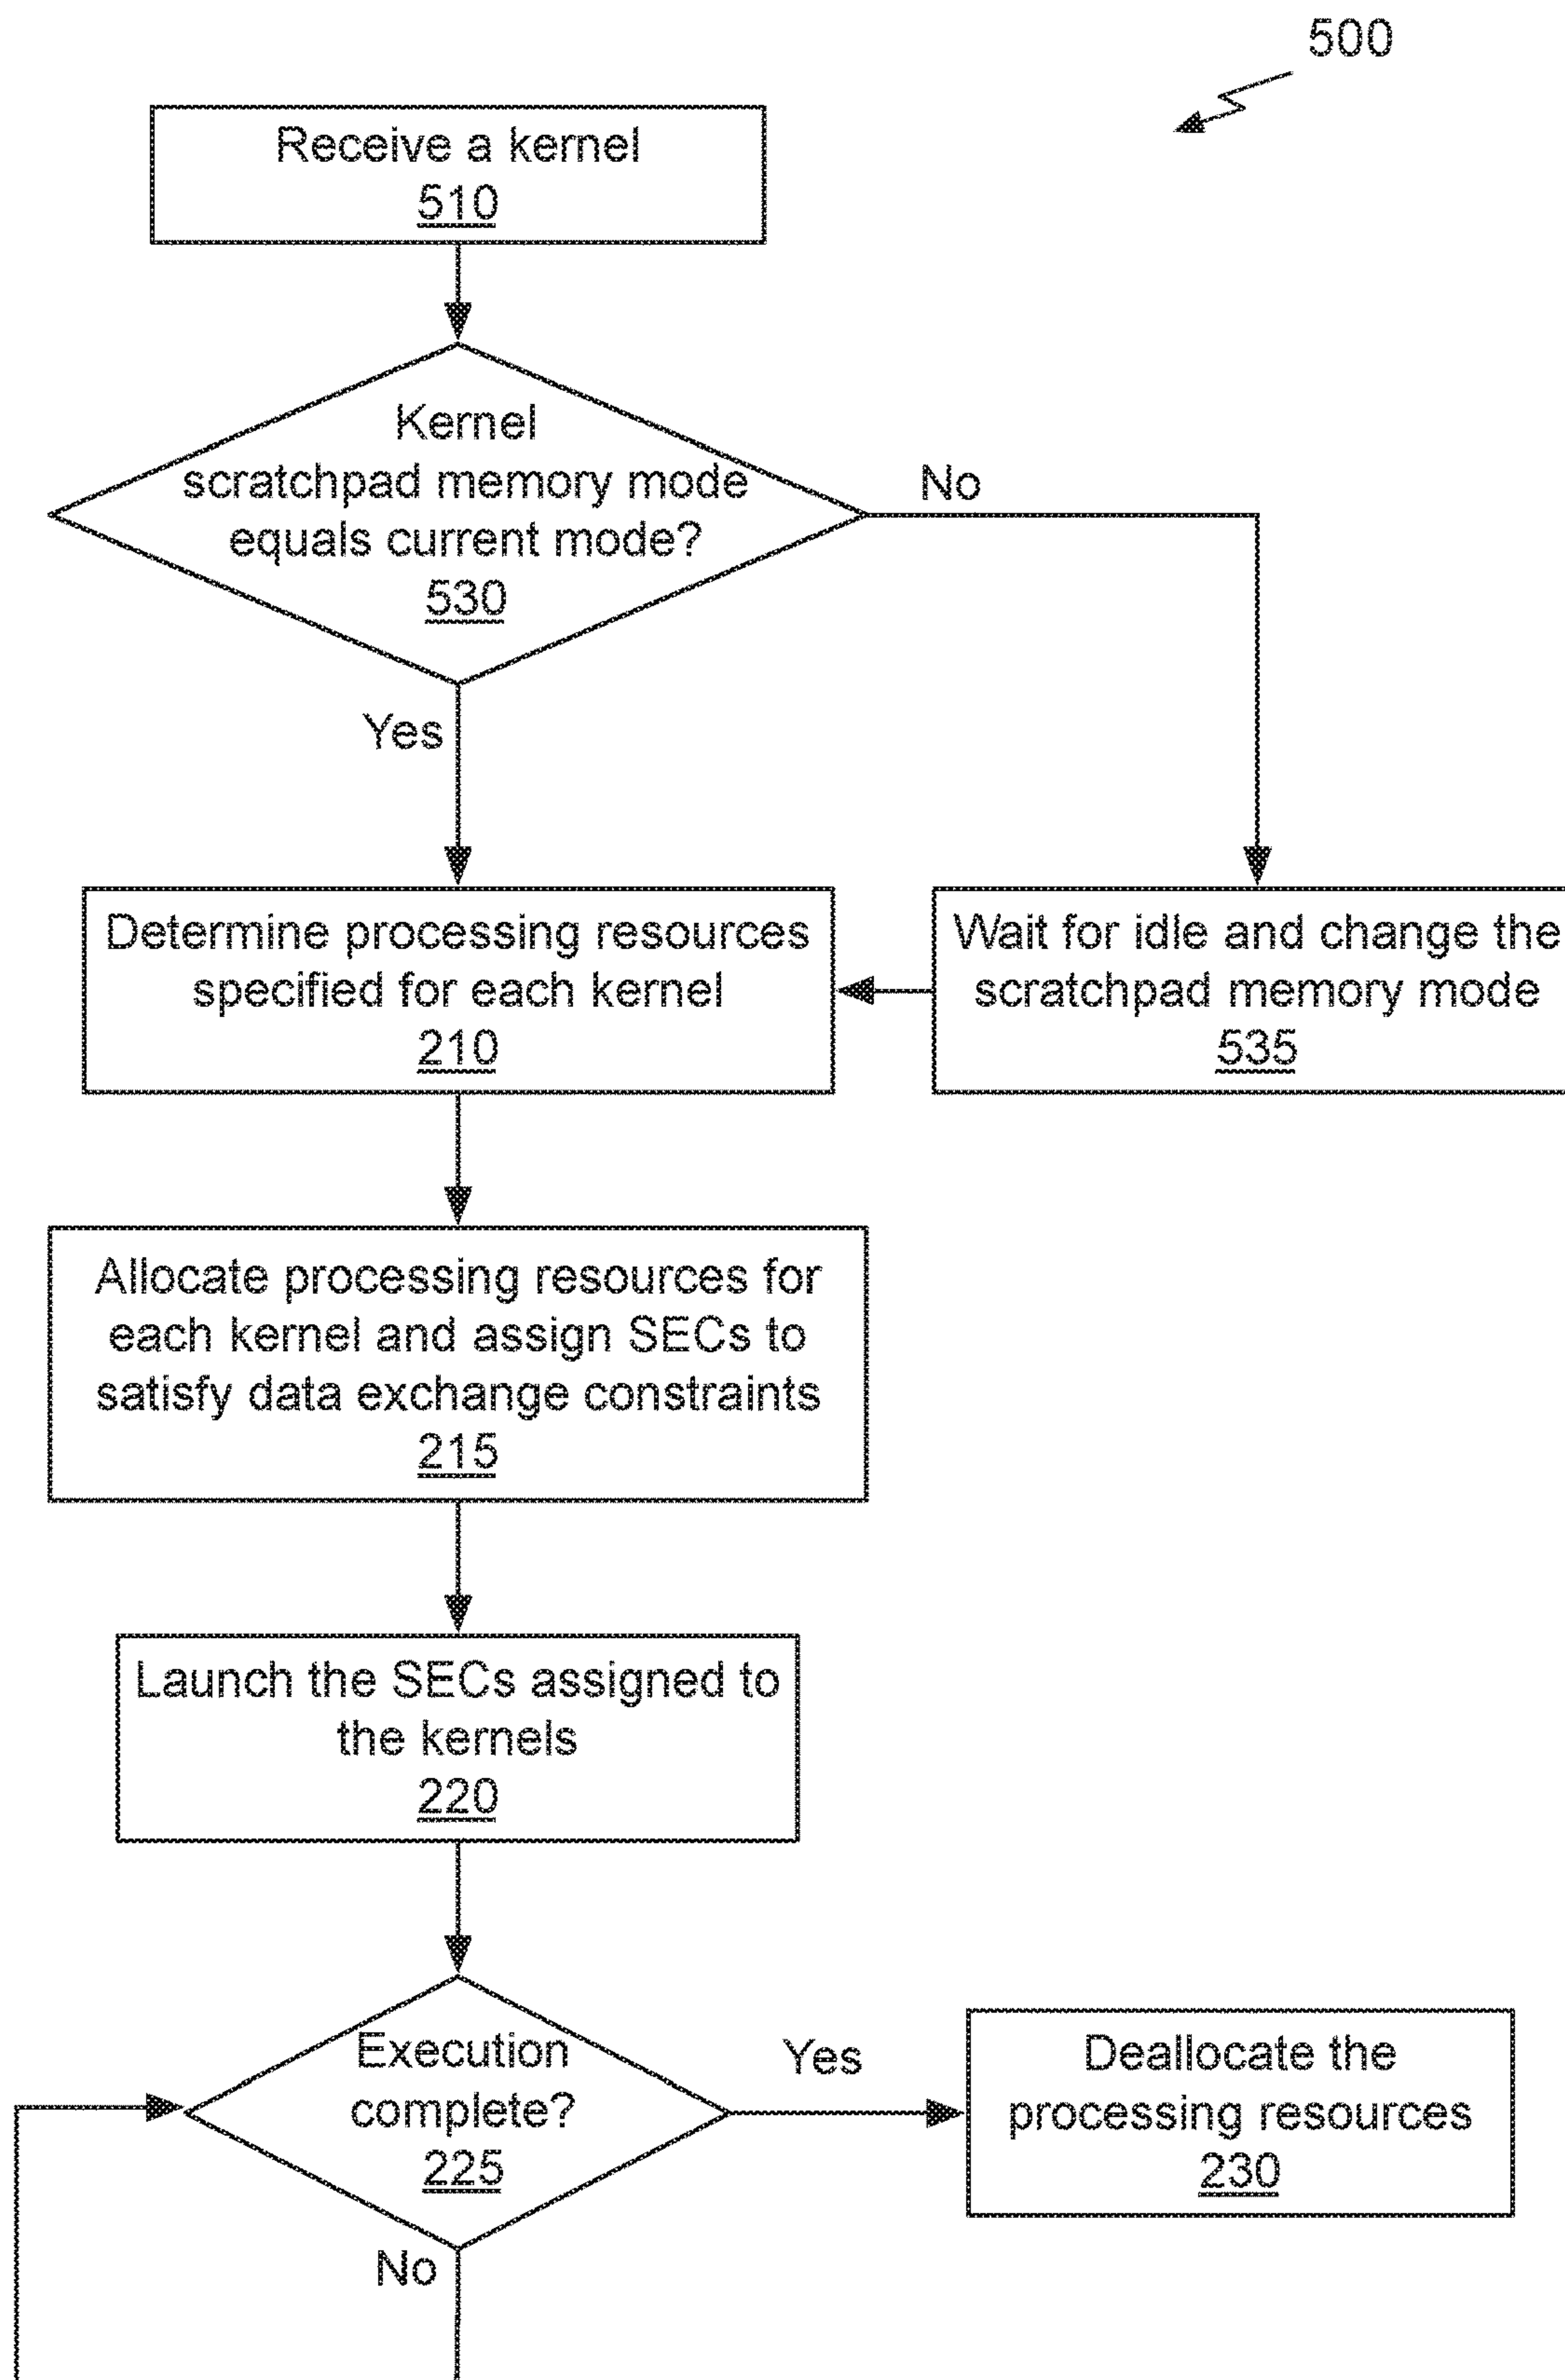 500
Receive a kernel
510
Kernel
scratchpad memory mode
equals current mode?
530
No
Yes
Determine processing resources
specified for each kernel
210
Wait for idle and change the
scratchpad memory mode
535
Allocate processing resources for
each kernel and assign SECs to
satisfy data exchange constraints
215
Launch the SECs assigned to
the kernels
220
Execution
complete?
225
Yes
Deallocate the
processing resources
230
No